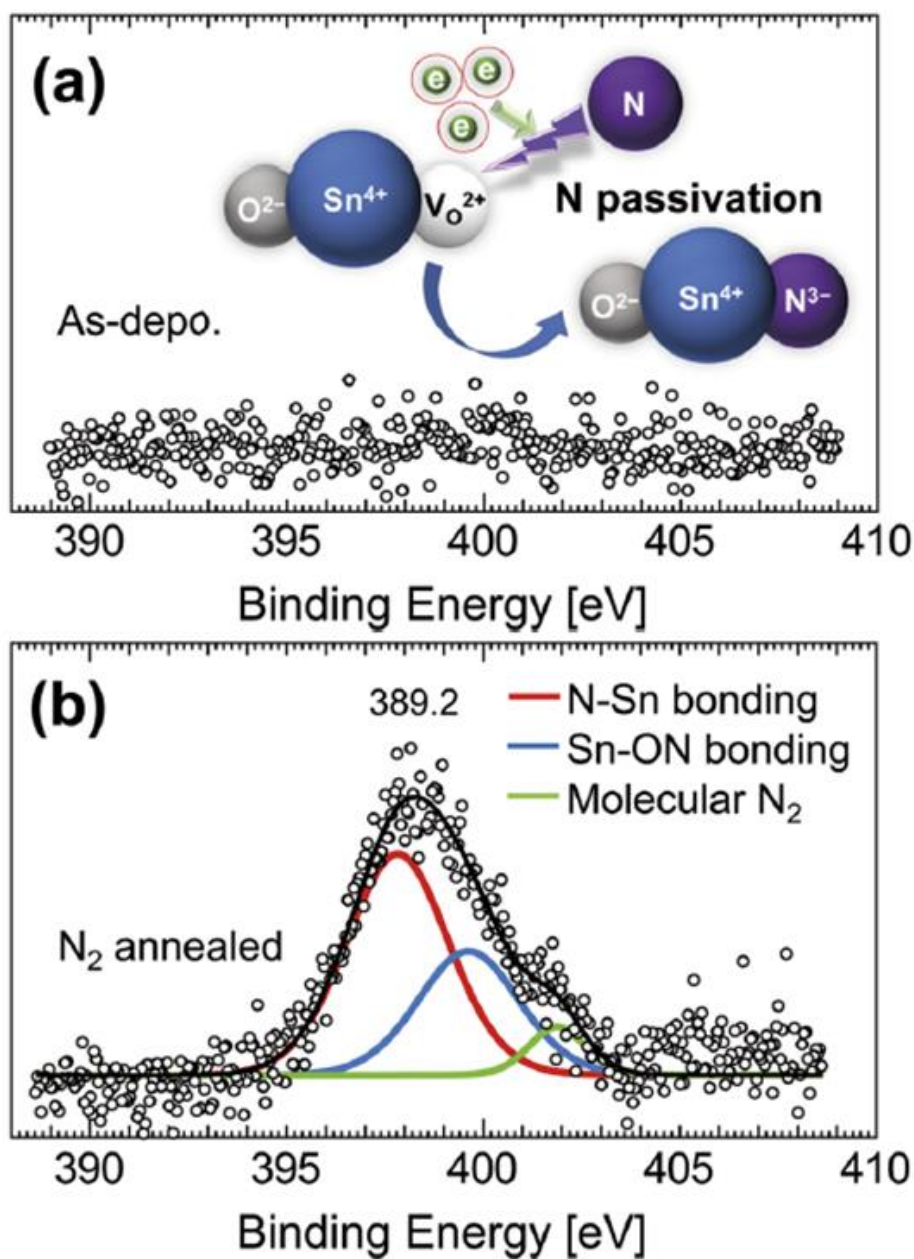 (a)
e e
e
N
O²⁻ Sn⁴⁺ V_O²⁺
N passivation
O²⁻ Sn⁴⁺ N³⁻
As-depo.
390 395 400 405 410
Binding Energy [eV]
(b)
389.2
N-Sn bonding
Sn-ON bonding
Molecular N₂
N₂ annealed
390 395 400 405 410
Binding Energy [eV]